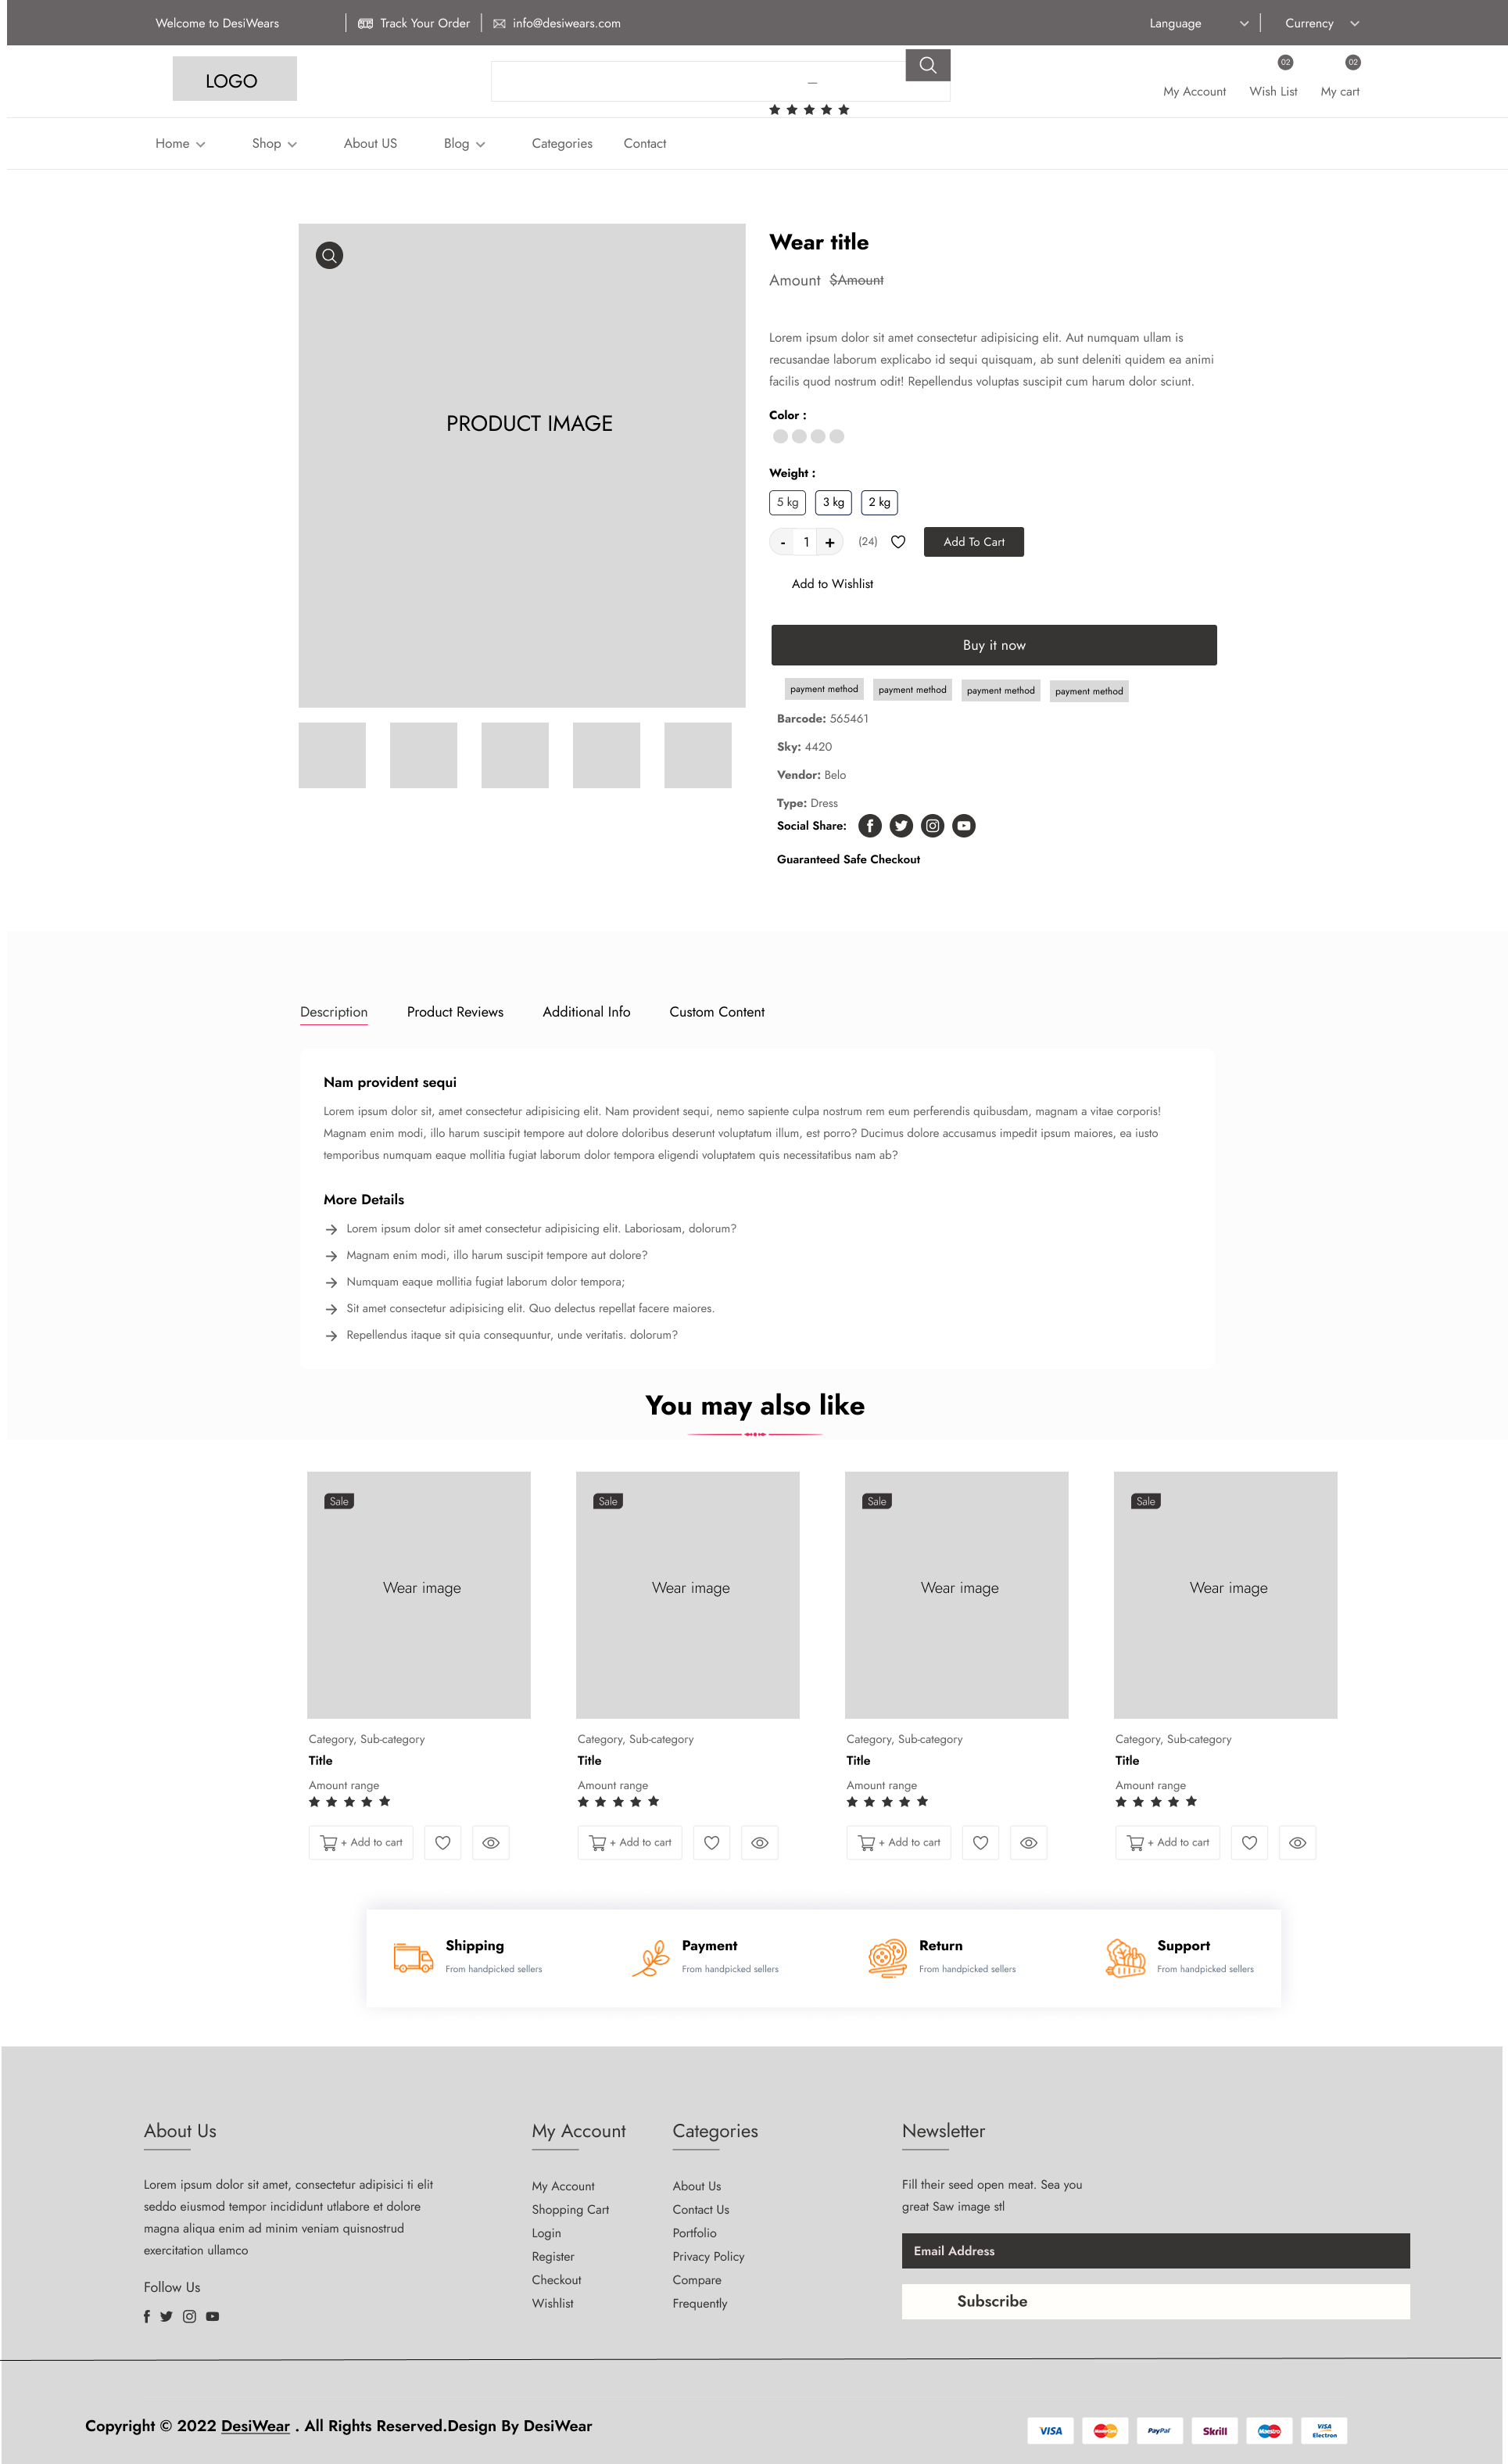 Welcome to DesiWears
Track Your Order
info@desiwears.com
Language
Currency
LOGO
02
02
My Account
Wish List
My cart
Home
Shop
About US
Blog
Categories
Contact
PRODUCT IMAGE
Wear title
Amount $Amount
Lorem ipsum dolor sit amet consectetur adipisicing elit. Aut numquam ullam is
recusandae laborum explicabo id sequi quisquam, ab sunt deleniti quidem ea animi
facilis quod nostrum odit! Repellendus voluptas suscipit cum harum dolor sciunt.
Color :
Weight :
5 kg
3 kg
2 kg
- 1 +
(24)
Add To Cart
Add to Wishlist
Buy it now
payment method
payment method
payment method
payment method
Barcode: 565461
Sky: 4420
Vendor: Belo
Type: Dress
Social Share:
Guaranteed Safe Checkout
Description
Product Reviews
Additional Info
Custom Content
Nam provident sequi
Lorem ipsum dolor sit, amet consectetur adipisicing elit. Nam provident sequi, nemo sapiente culpa nostrum rem eum perferendis quibusdam, magnam a vitae corporis!
Magnam enim modi, illo harum suscipit tempore aut dolore doloribus deserunt voluptatum illum, est porro? Ducimus dolore accusamus impedit ipsum maiores, ea iusto
temporibus numquam eaque mollitia fugiat laborum dolor tempora eligendi voluptatem quis necessitatibus nam ab?
More Details
Lorem ipsum dolor sit amet consectetur adipisicing elit. Laboriosam, dolorum?
Magnam enim modi, illo harum suscipit tempore aut dolore?
Numquam eaque mollitia fugiat laborum dolor tempora;
Sit amet consectetur adipisicing elit. Quo delectus repellat facere maiores.
Repellendus itaque sit quia consequuntur, unde veritatis. dolorum?
You may also like
Sale
Wear image
Category, Sub-category
Title
Amount range
+ Add to cart
Sale
Wear image
Category, Sub-category
Title
Amount range
+ Add to cart
Sale
Wear image
Category, Sub-category
Title
Amount range
+ Add to cart
Sale
Wear image
Category, Sub-category
Title
Amount range
+ Add to cart
Shipping
From handpicked sellers
Payment
From handpicked sellers
Return
From handpicked sellers
Support
From handpicked sellers
About Us
Lorem ipsum dolor sit amet, consectetur adipisici ti elit
seddo eiusmod tempor incididunt utlabore et dolore
magna aliqua enim ad minim veniam quisnostrud
exercitation ullamco
Follow Us
My Account
My Account
Shopping Cart
Login
Register
Checkout
Wishlist
Categories
About Us
Contact Us
Portfolio
Privacy Policy
Compare
Frequently
Newsletter
Fill their seed open meat. Sea you
great Saw image stl
Email Address
Subscribe
Copyright © 2022 DesiWear . All Rights Reserved.Design By DesiWear
VISA
MasterCard
PayPal
Skrill
Maestro
VISA
Electron